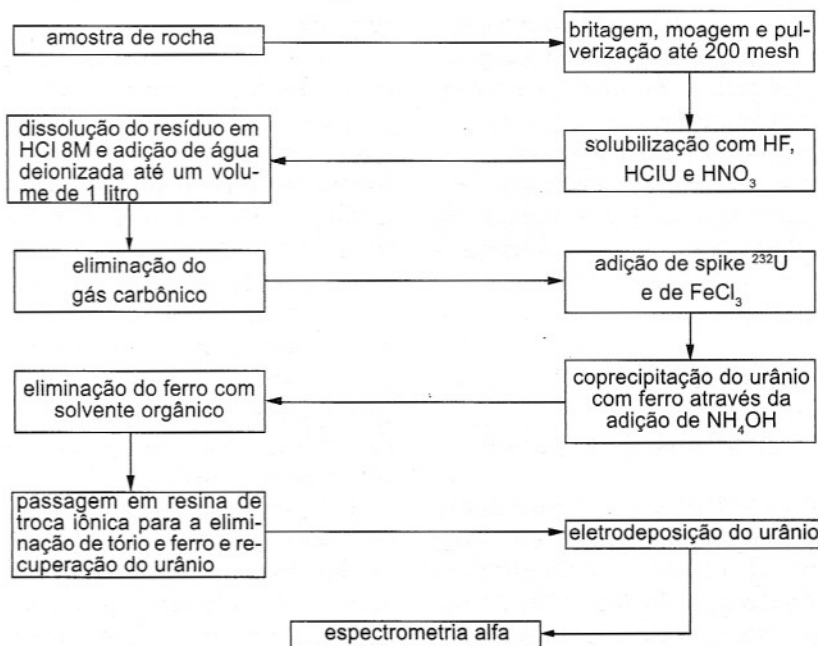 amostra de rocha
britagem, moagem e pul-
verização até 200 mesh
solubilização com HF,
HClU e HNO₃
dissolução do resíduo em
HCl 8M e adição de água
deionizada até um volu-
me de 1 litro
eliminação do
gás carbônico
adição de spike ²³²U
e de FeCl₃
coprecipitação do urânio
com ferro através da
adição de NH₄OH
eliminação do ferro com
solvente orgânico
passagem em resina de
troca iônica para a elimi-
nação de tório e ferro e re-
cuperação do urânio
eletrodeposição do urânio
espectrometria alfa